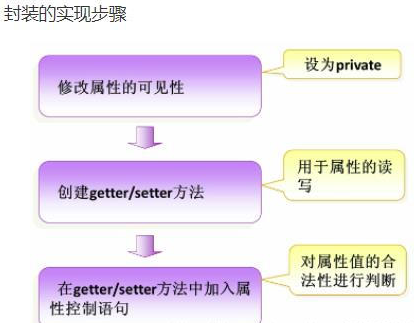 封装的实现步骤
修改属性的可见性
设为private
创建getter/setter方法
用于属性的读
写
在getter/setter方法中加入属
性控制语句
对属性值的合
法性进行判断